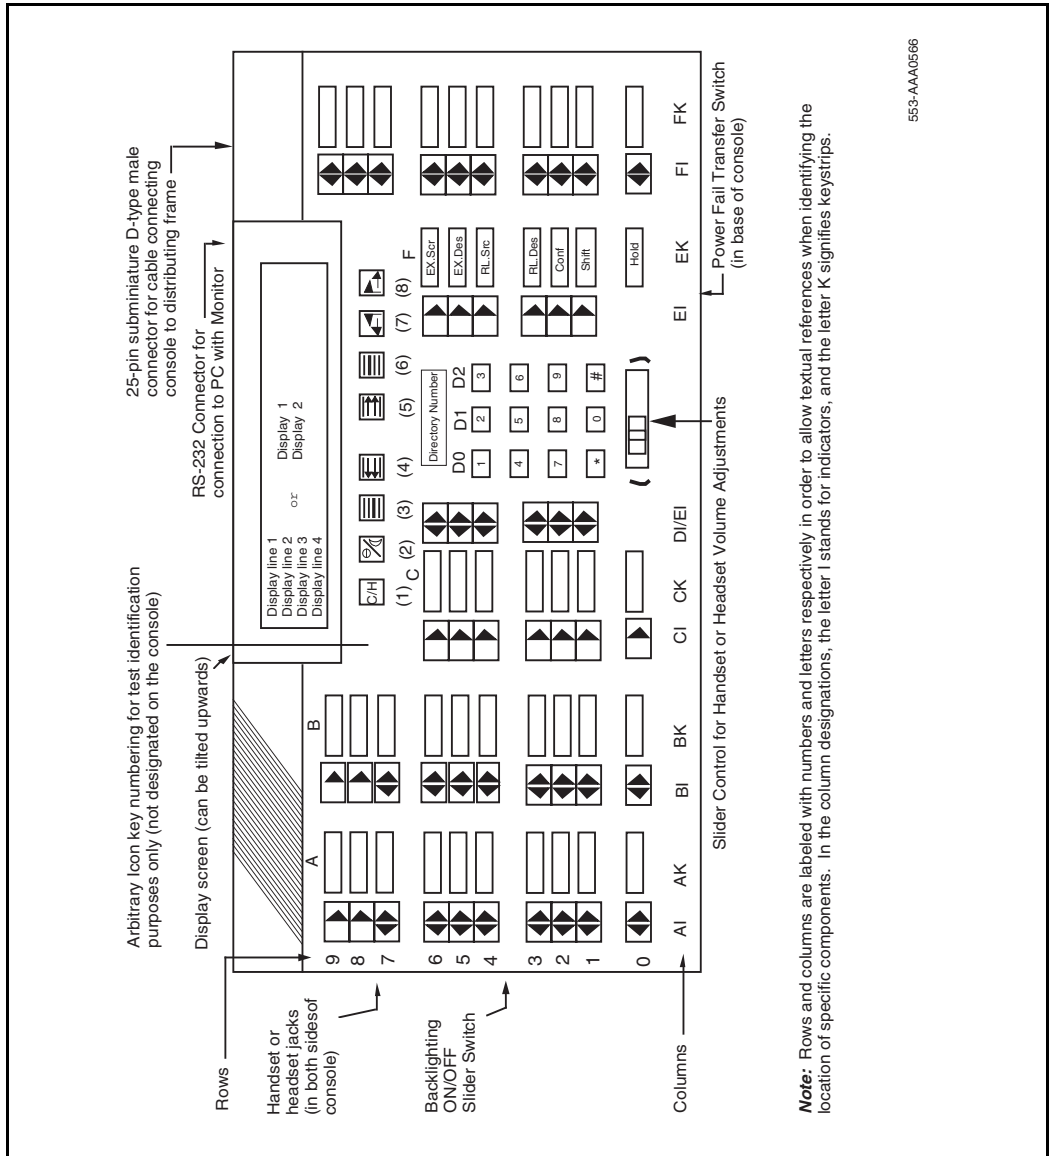 25-pin subminiature D-type male
connector for cable connecting
console to distributing frame
RS-232 Connector for
connection to PC with Monitor
Arbitrary Icon key numbering for test identification
purposes only (not designated on the console)
Display screen (can be tilted upwards)
Rows
Handset or
headset jacks
(in both sidesof
console)
Backlighting
ON/OFF
Slider Switch
Columns
Display line 1
Display line 2
Display line 3
Display line 4
or
Display 1
Display 2
C/H
(1) (2) (3) (4) (5) (6) (7) (8)
A B C F
9
8
7
6
5
4
3
2
1
0
Directory Number
D0 D1 D2
1 2 3
4 5 6
7 8 9
* 0 #
EX.Scr
EX.Des
RL.Src
RL.Des
Conf
Shift
Hold
AI AK BI BK CI CK DI/EI EI EK FI FK
Slider Control for Handset or Headset Volume Adjustments
Power Fail Transfer Switch
(in base of console)
Note: Rows and columns are labeled with numbers and letters respectively in order to allow textual references when identifying the
location of specific components. In the column designations, the letter I stands for indicators, and the letter K signifies keystrips.
553-AAA0566